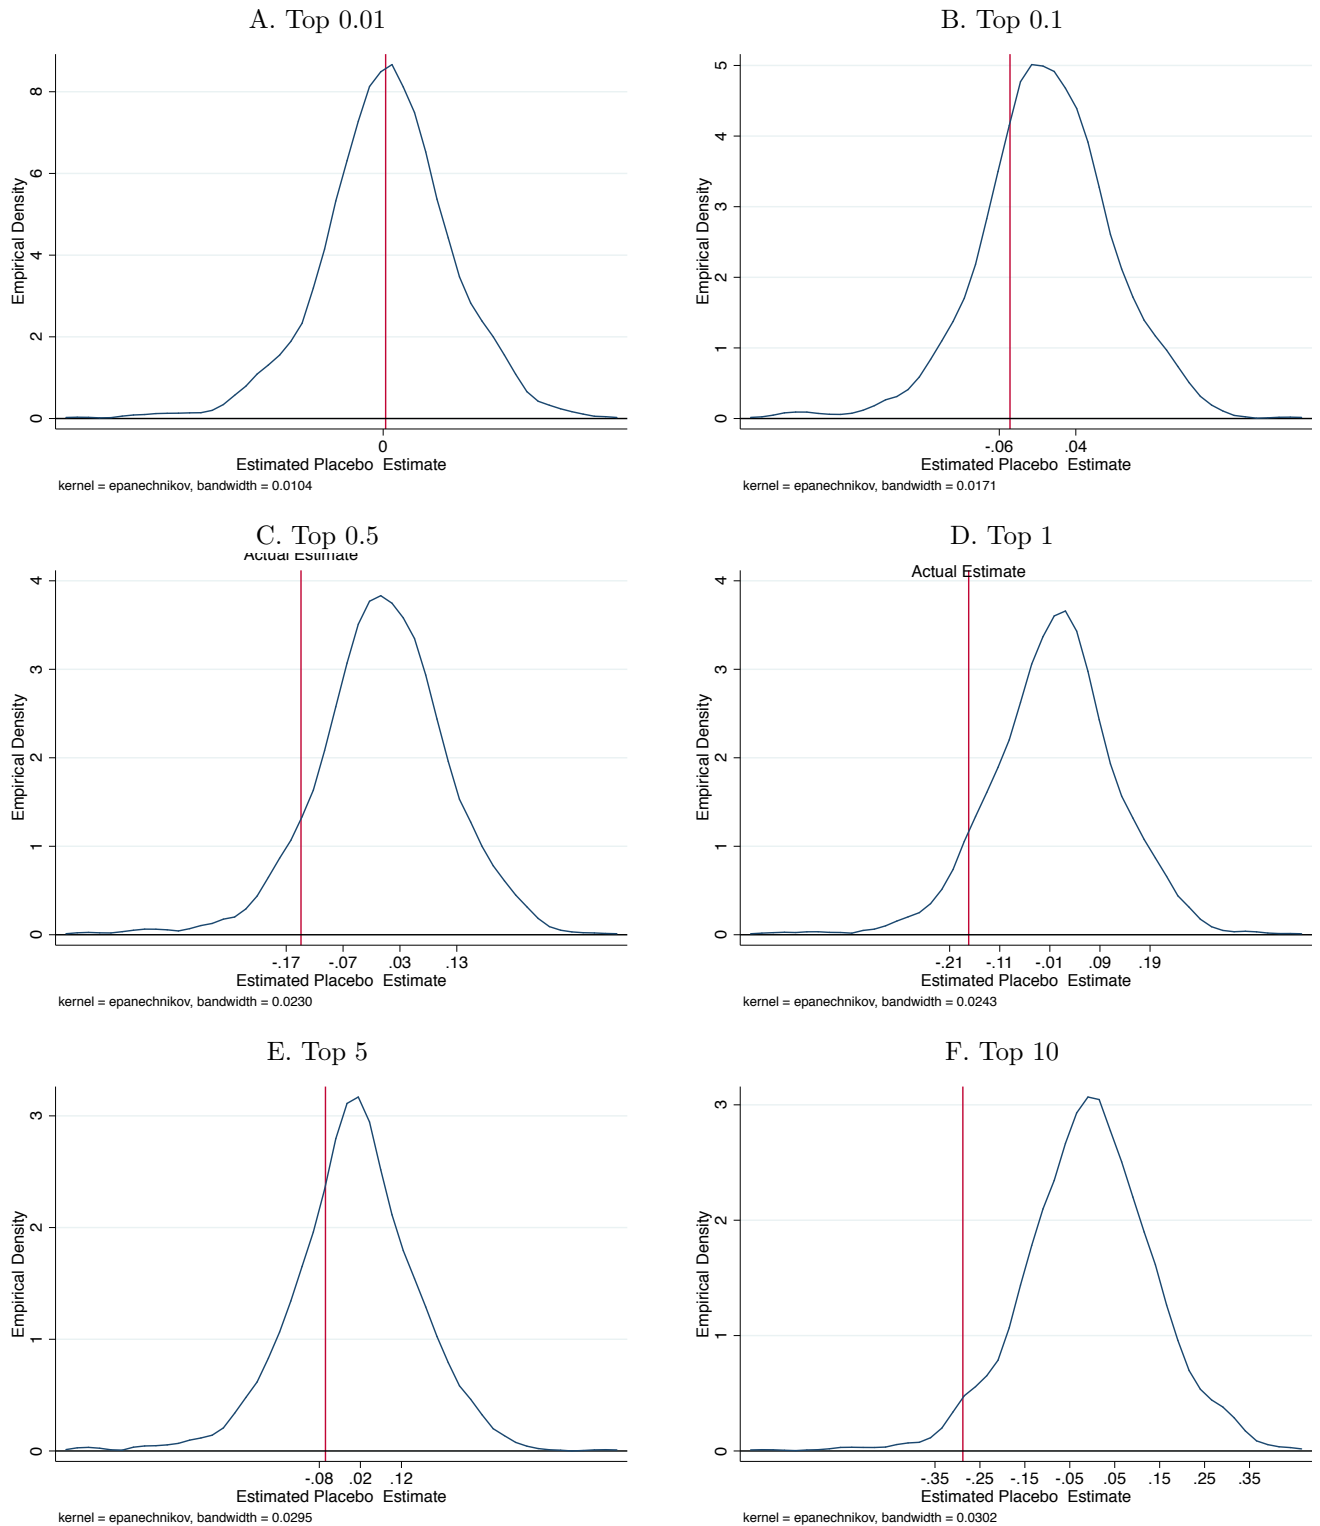 A. Top 0.01
Empirical Density
8
6
4
2
0
0
Estimated Placebo Estimate
kernel = epanechnikov, bandwidth = 0.0104
B. Top 0.1
Empirical Density
5
4
3
2
1
0
-.06 .04
Estimated Placebo Estimate
kernel = epanechnikov, bandwidth = 0.0171
C. Top 0.5
Actual Estimate
Empirical Density
4
3
2
1
0
-.17 -.07 .03 .13
Estimated Placebo Estimate
kernel = epanechnikov, bandwidth = 0.0230
D. Top 1
Actual Estimate
Empirical Density
4
3
2
1
0
-.21 -.11 -.01 .09 .19
Estimated Placebo Estimate
kernel = epanechnikov, bandwidth = 0.0243
E. Top 5
Empirical Density
3
2
1
0
-.08 .02 .12
Estimated Placebo Estimate
kernel = epanechnikov, bandwidth = 0.0295
F. Top 10
Empirical Density
3
2
1
0
-.35 -.25 -.15 -.05 .05 .15 .25 .35
Estimated Placebo Estimate
kernel = epanechnikov, bandwidth = 0.0302